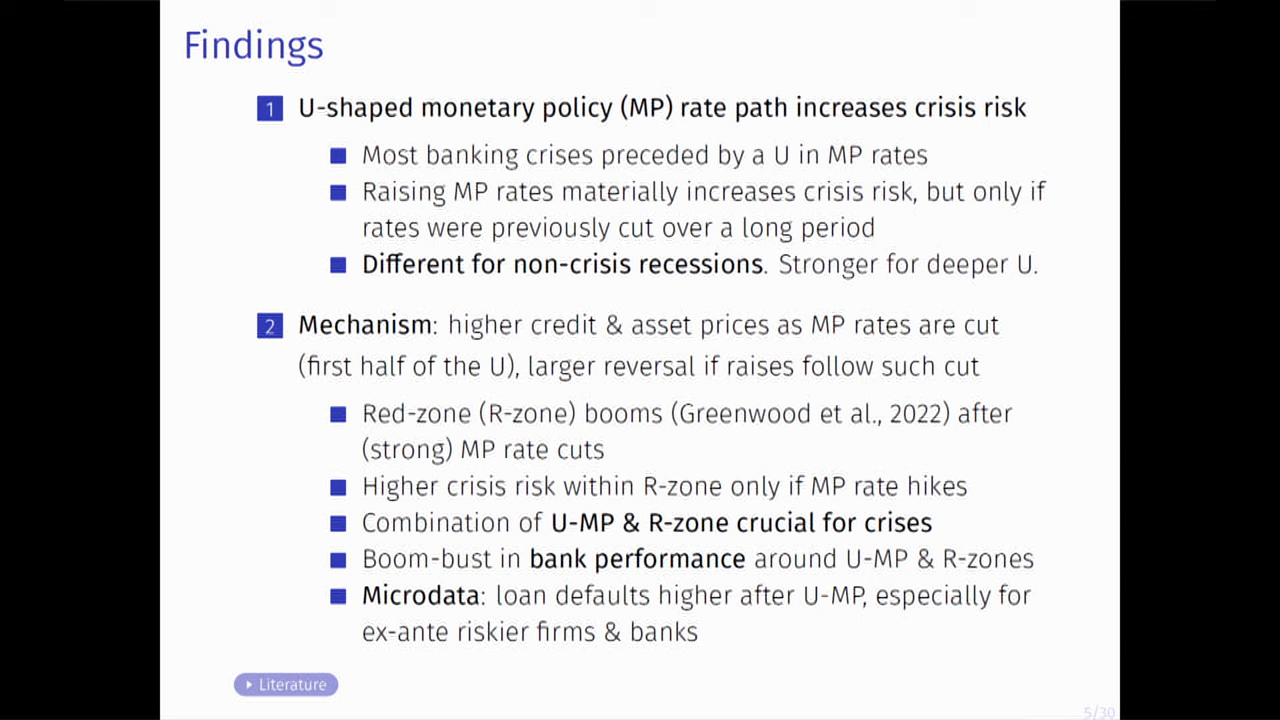 Findings
1 U-shaped monetary policy (MP) rate path increases crisis risk
Most banking crises preceded by a U in MP rates
Raising MP rates materially increases crisis risk, but only if
rates were previously cut over a long period
Different for non-crisis recessions. Stronger for deeper U.
2 Mechanism: higher credit & asset prices as MP rates are cut
(first half of the U), larger reversal if raises follow such cut
Red-zone (R-zone) booms (Greenwood et al., 2022) after
(strong) MP rate cuts
Higher crisis risk within R-zone only if MP rate hikes
Combination of U-MP & R-zone crucial for crises
Boom-bust in bank performance around U-MP & R-zones
Microdata: loan defaults higher after U-MP, especially for
ex-ante riskier firms & banks
Literature
5/30